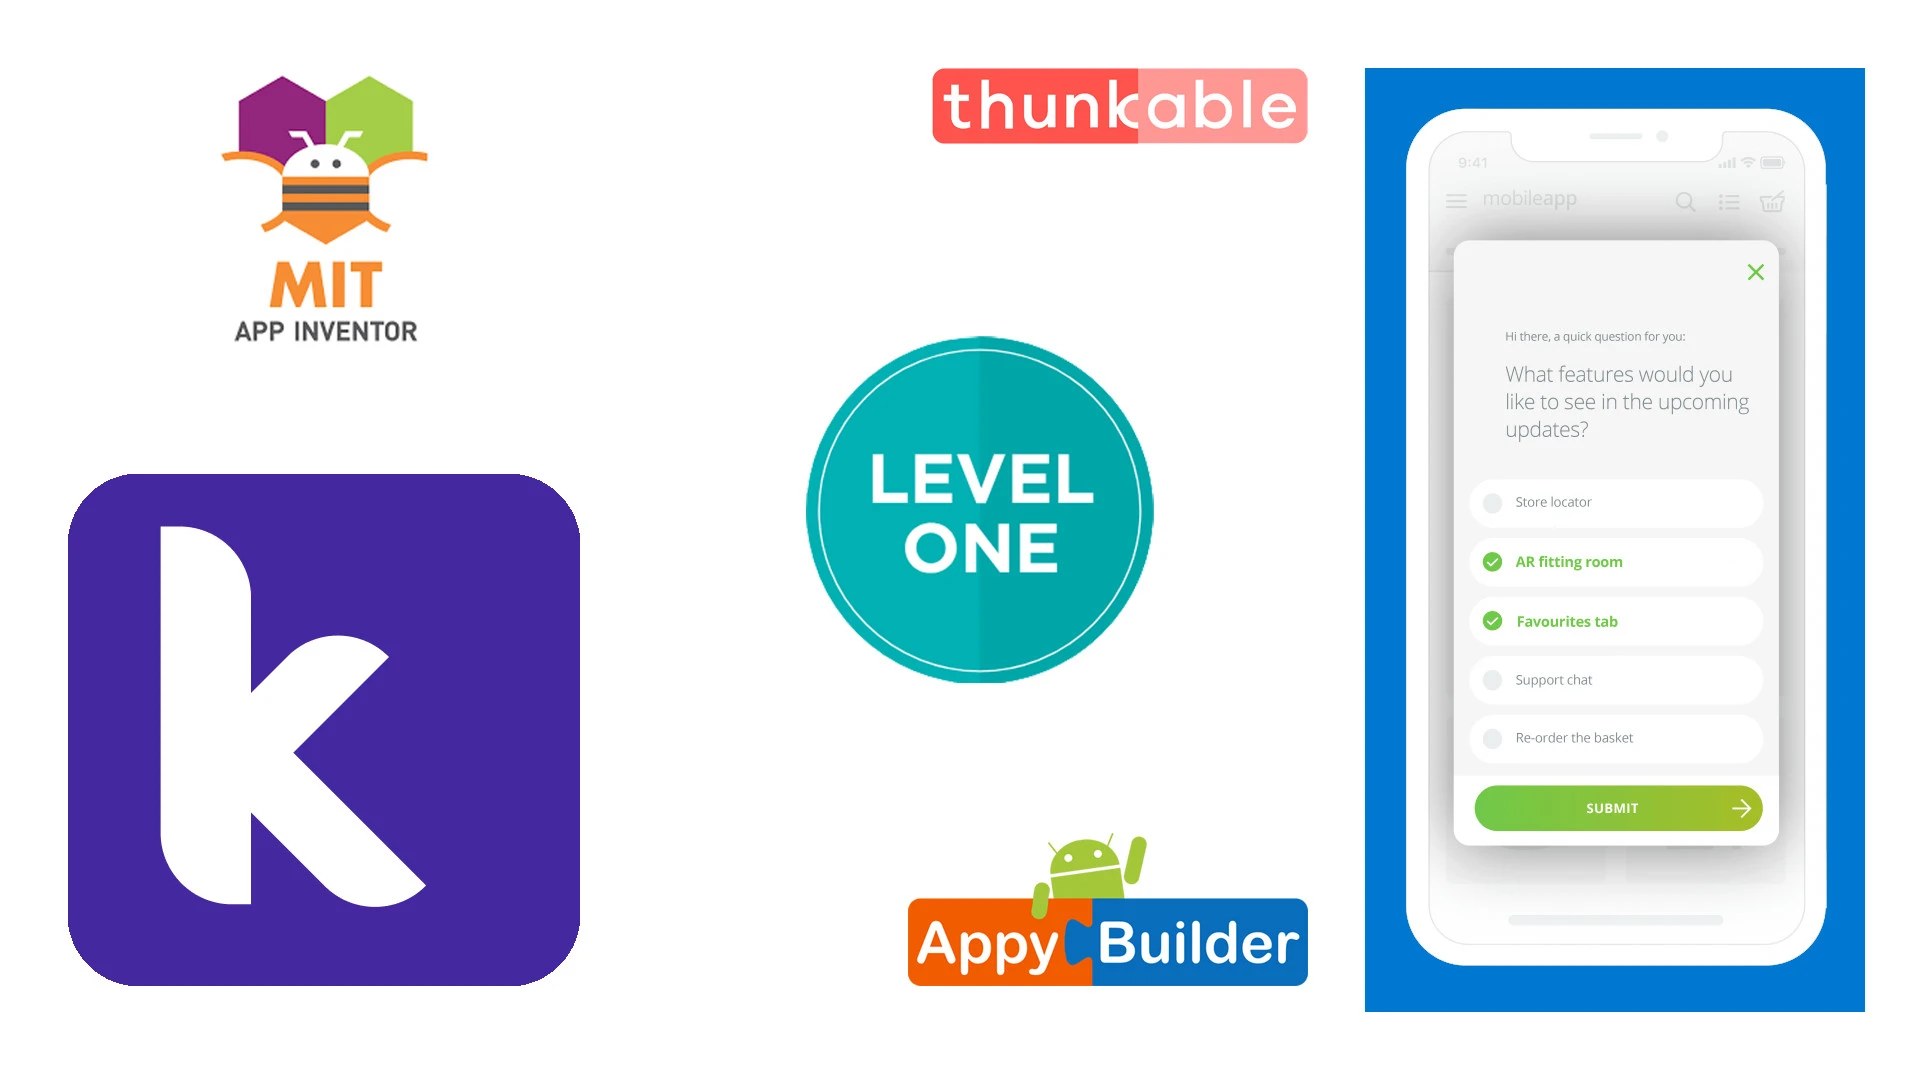 MIT
APP INVENTOR
k
thunkable
LEVEL
ONE
Appy Builder
9:41
mobileapp
Hi there, a quick question for you:
What features would you
like to see in the upcoming
updates?
Store locator
AR fitting room
Favourites tab
Support chat
Re-order the basket
SUBMIT